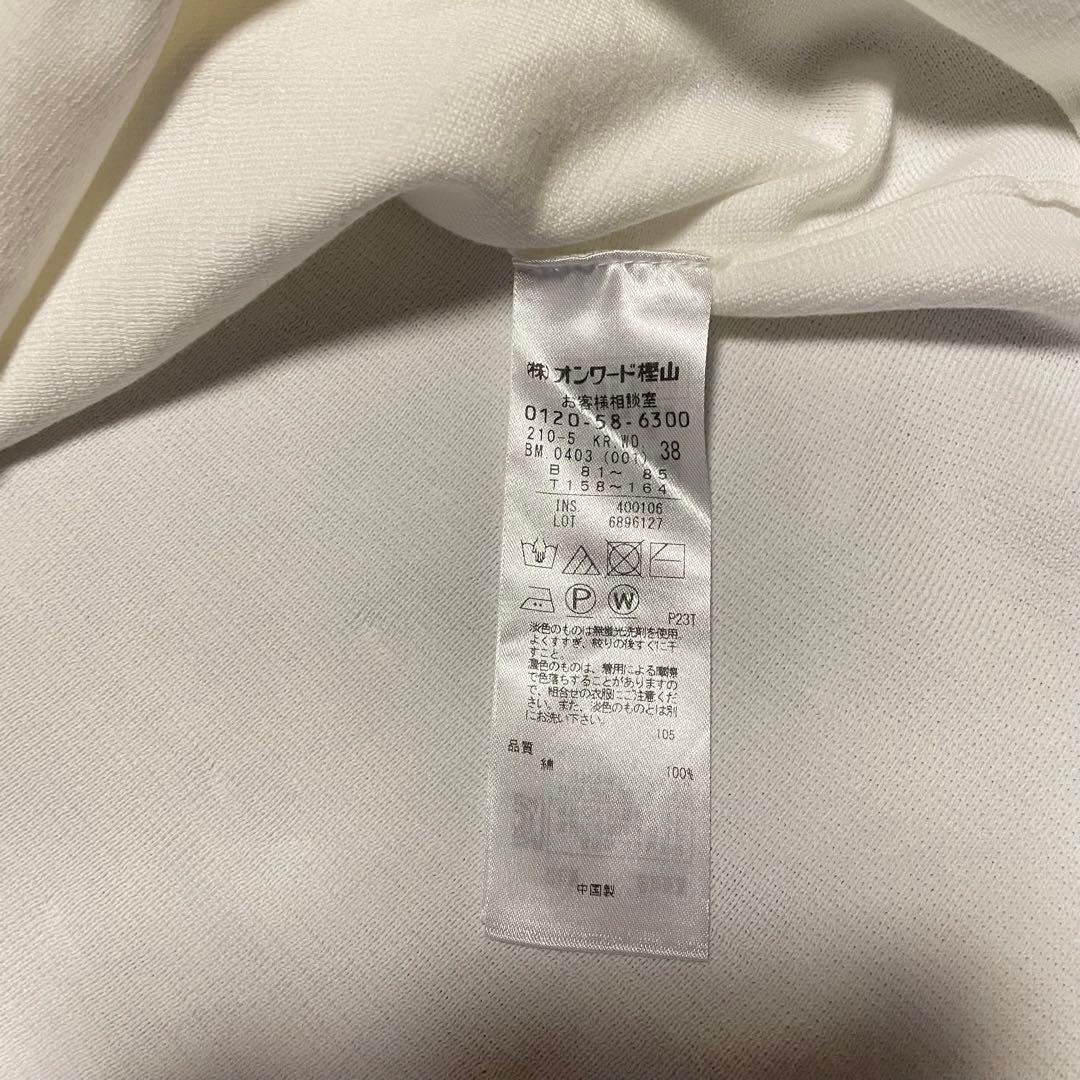 (株)オンワード樫山
お客様相談室
0120-58-6300
210-5 KR.WD. 38
BM.0403 (001)
B 81～ 85
T158～164
INS. 400106
LOT 6896127
P W
P23T
淡色のものは無蛍光洗剤を使用、
よくすすぎ、絞りの後すぐに干
すこと。
濃色のものは、着用による摩擦
で色落ちすることがありますの
で、組合せの衣服にご注意くだ
さい。また、淡色のものとは別
にお洗い下さい。
105
品質
綿 100%
中国製